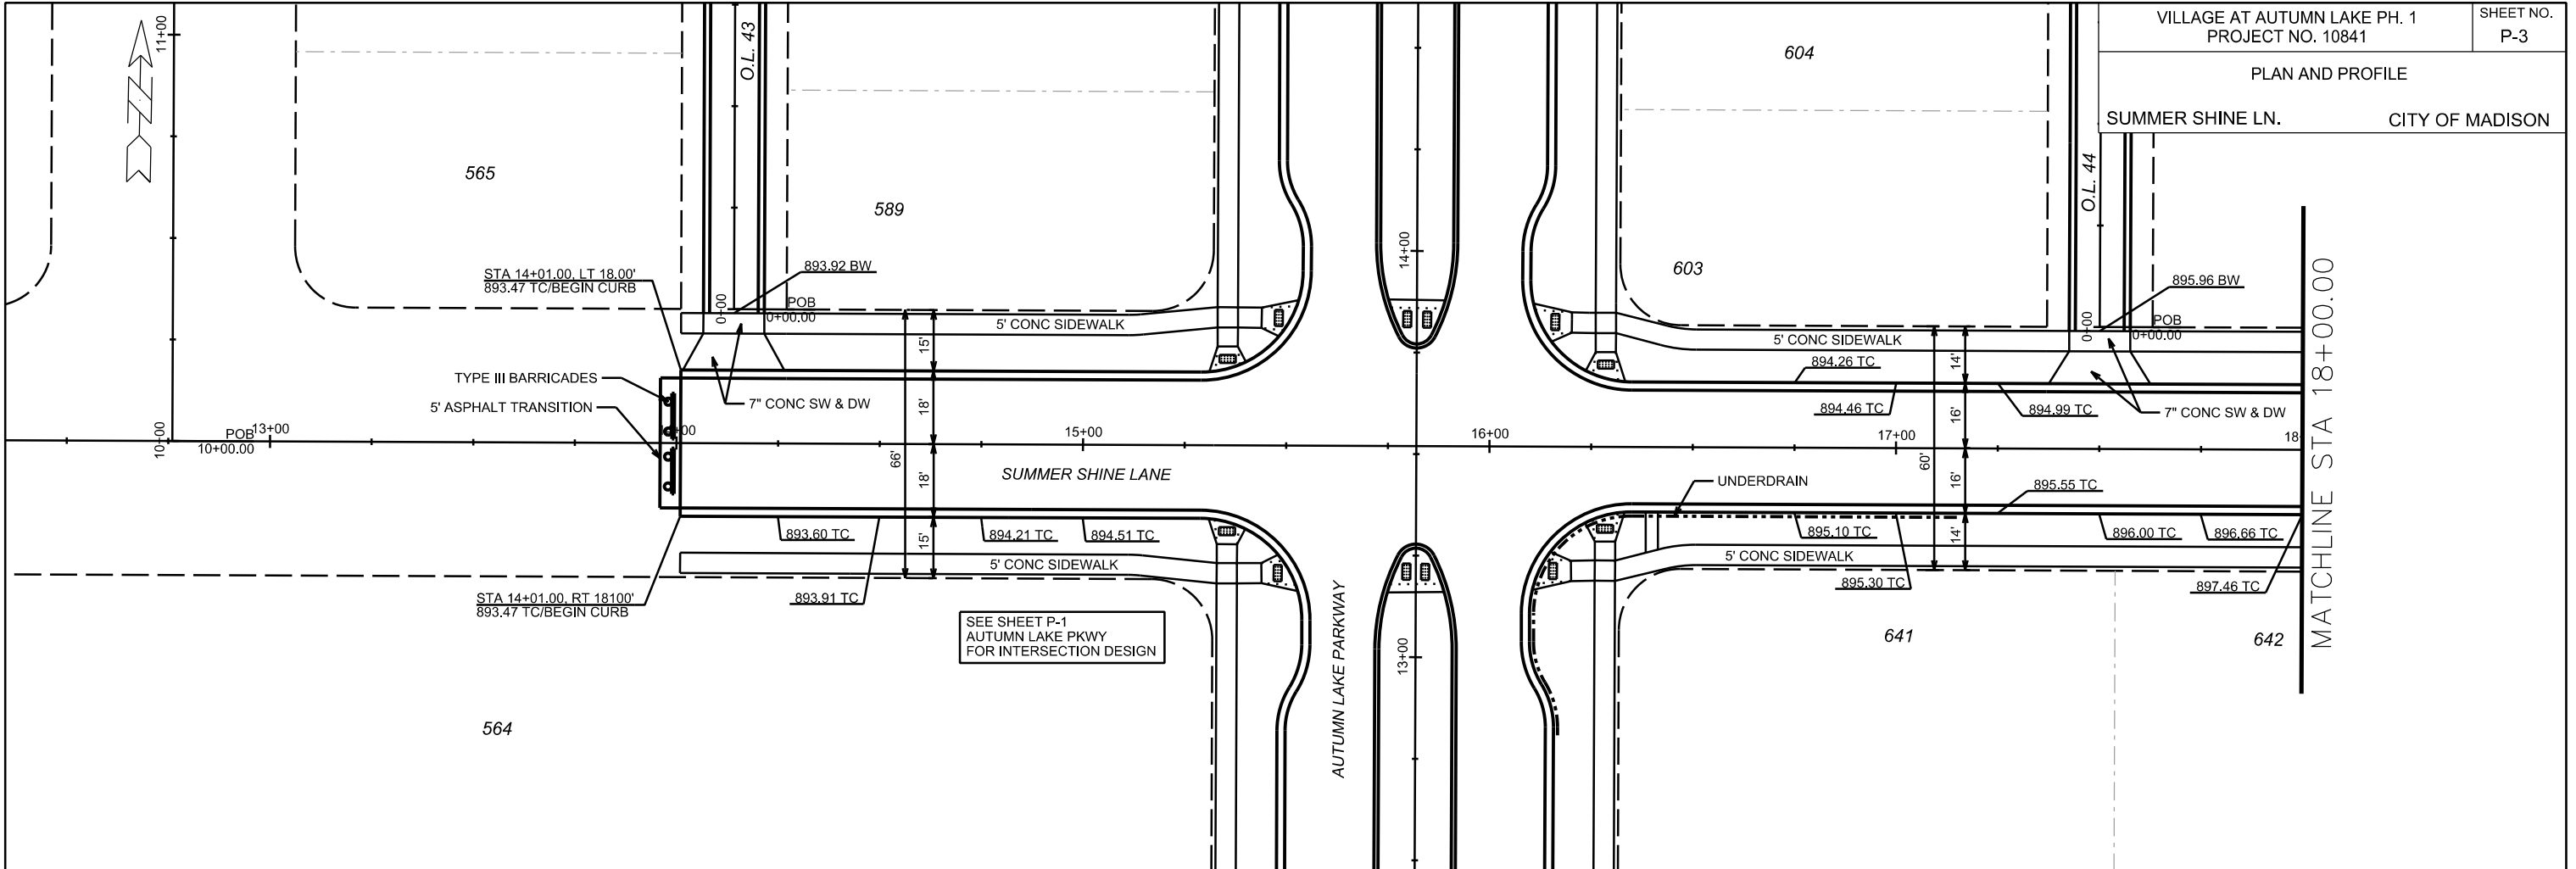 VILLAGE AT AUTUMN LAKE PH. 1
PROJECT NO. 10841
SHEET NO.
P-3
PLAN AND PROFILE
SUMMER SHINE LN.
CITY OF MADISON
11+00
O.L. 43
604
565
589
O.L. 44
603
14+00
STA 14+01.00, LT 18.00'
893.47 TC/BEGIN CURB
893.92 BW
POB
0+00.00
0+00
5' CONC SIDEWALK
15'
895.96 BW
POB
0+00.00
0+00
5' CONC SIDEWALK
894.26 TC
14'
TYPE III BARRICADES
5' ASPHALT TRANSITION
7" CONC SW & DW
18'
894.46 TC
894.99 TC
16'
7" CONC SW & DW
MATCHLINE STA 18+00.00
10+00
POB
10+00.00
13+00
+00
15+00
16+00
17+00
18
66'
18'
SUMMER SHINE LANE
60'
16'
UNDERDRAIN
895.55 TC
893.60 TC
894.21 TC
894.51 TC
15'
895.10 TC
14'
896.00 TC
896.66 TC
5' CONC SIDEWALK
5' CONC SIDEWALK
STA 14+01.00, RT 18100'
893.47 TC/BEGIN CURB
893.91 TC
895.30 TC
897.46 TC
SEE SHEET P-1
AUTUMN LAKE PKWY
FOR INTERSECTION DESIGN
AUTUMN LAKE PARKWAY
13+00
641
642
564